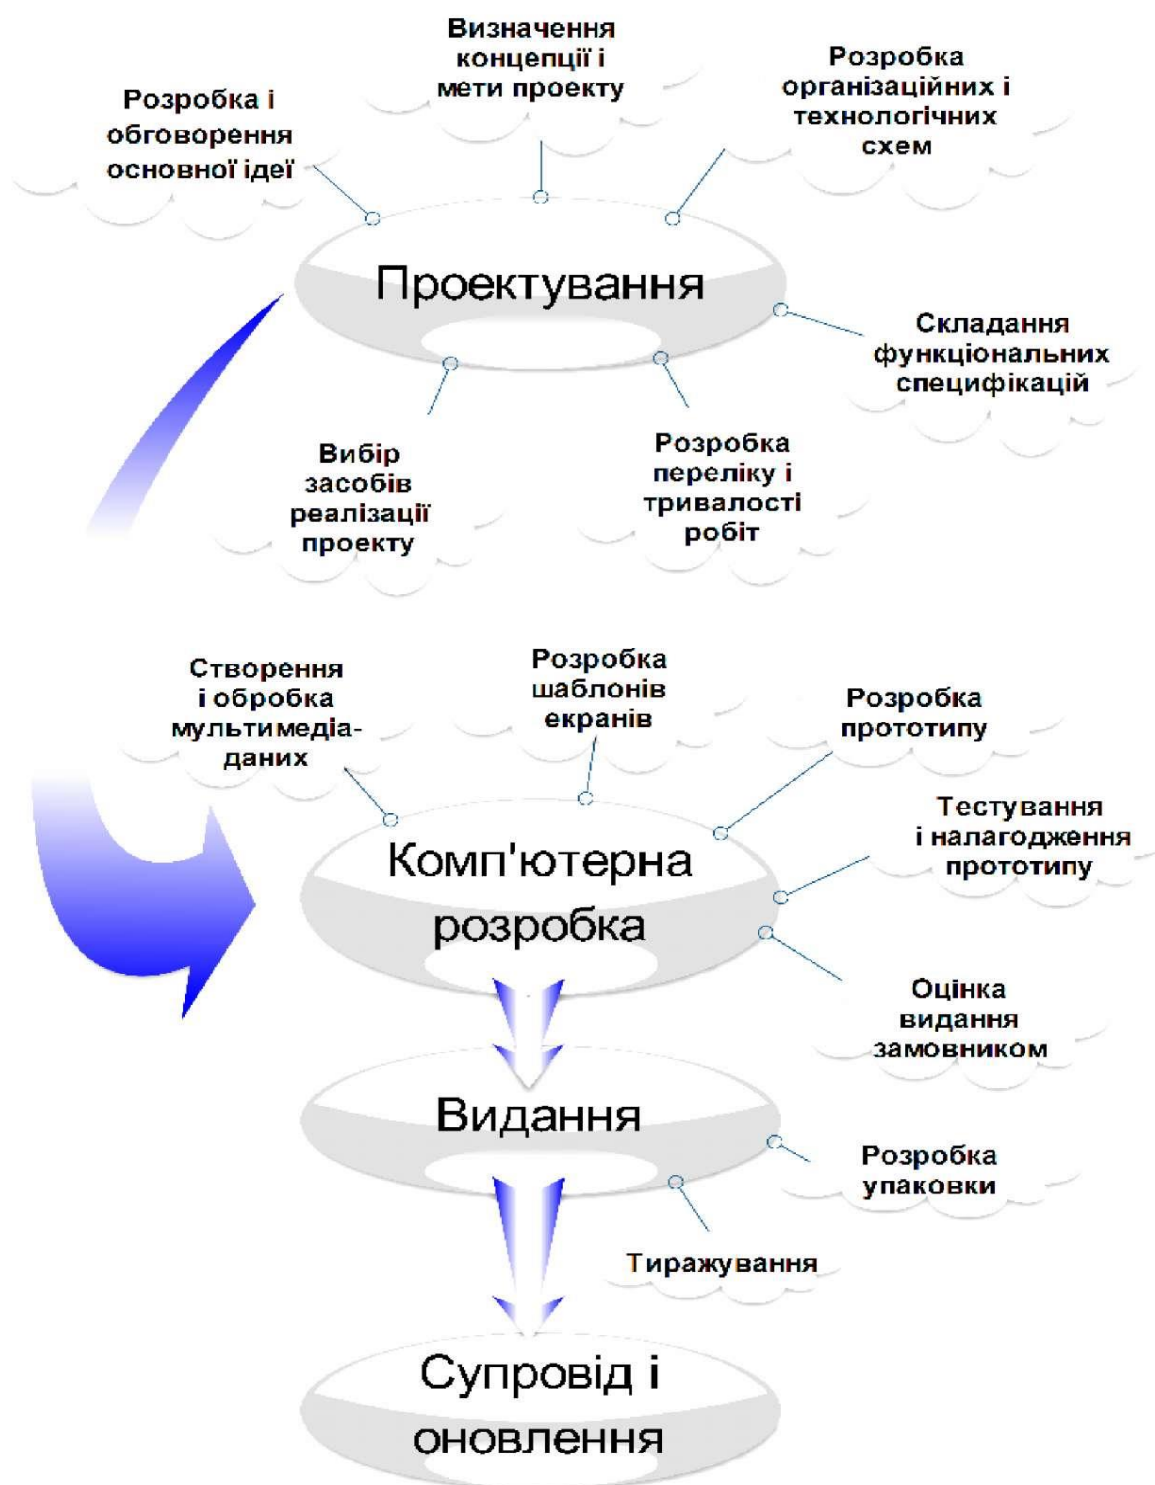 Визначення
концепції і
мети проекту
Розробка
організаційних і
технологічних
схем
Розробка і
обговорення
основної ідеї
Проектування
Складання
функціональних
специфікацій
Вибір
засобів
реалізації
проекту
Розробка
переліку і
тривалості
робіт
Створення
і обробка
мультимедіа-
даних
Розробка
шаблонів
екранів
Розробка
прототипу
Тестування
і налагодження
прототипу
Комп'ютерна
розробка
Оцінка
видання
замовником
Видання
Розробка
упаковки
Тиражування
Супровід і
оновлення